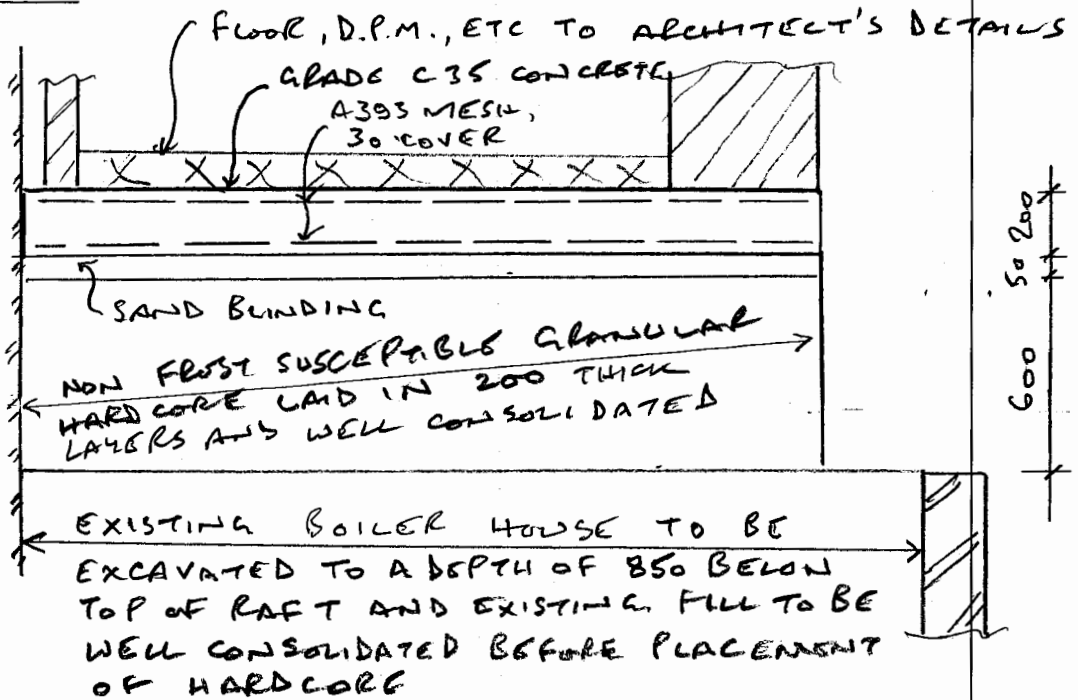 FLOOR, D.P.M., ETC TO ARCHITECT'S DETAILS
GRADE C35 CONCRETE
A393 MESH,
30 COVER
SAND BLINDING
NON FROST SUSCEPTIBLE GRANULAR
HARDCORE LAID IN 200 THICK
LAYERS AND WELL CONSOLIDATED
200
50
600
EXISTING BOILER HOUSE TO BE
EXCAVATED TO A DEPTH OF 850 BELOW
TOP OF RAFT AND EXISTING FILL TO BE
WELL CONSOLIDATED BEFORE PLACEMENT
OF HARDCORE